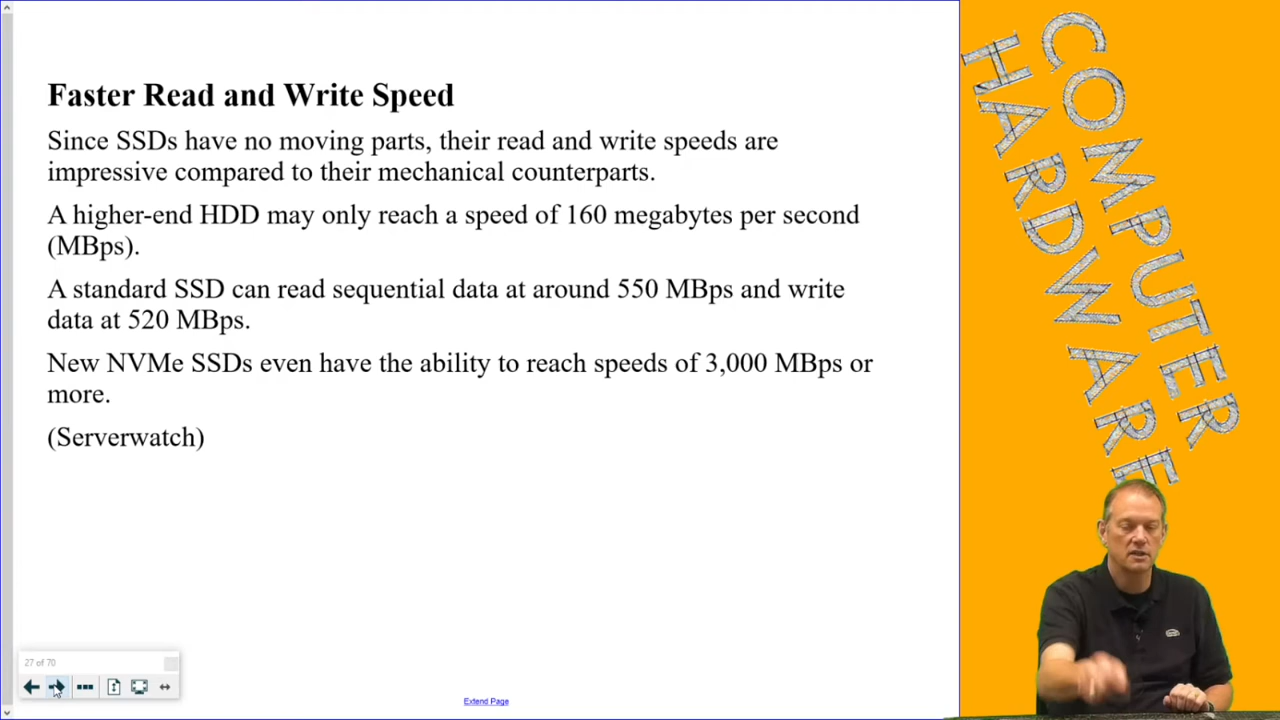 Faster Read and Write Speed
Since SSDs have no moving parts, their read and write speeds are
impressive compared to their mechanical counterparts.
A higher-end HDD may only reach a speed of 160 megabytes per second
(MBps).
A standard SSD can read sequential data at around 550 MBps and write
data at 520 MBps.
New NVMe SSDs even have the ability to reach speeds of 3,000 MBps or
more.
(Serverwatch)
27 of 70
Extend Page
COMPUTER
HARDWARE